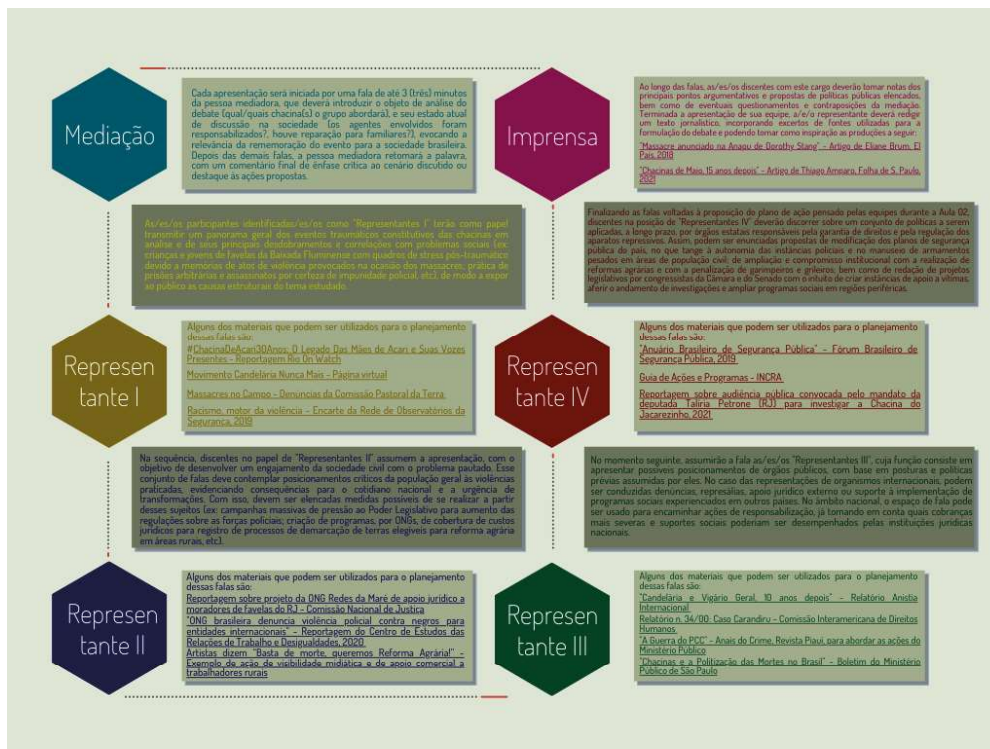 Mediação
Cada apresentação será iniciada por uma fala de até 3 (três) minutos
da pessoa mediadora, que deverá introduzir o objeto de análise do
debate (qual/quais chacina(s) o grupo abordará), e seu estado atual
de discussão na sociedade (os agentes envolvidos foram
responsabilizados?, houve reparação para familiares?), evocando a
relevância da rememoração do evento para a sociedade brasileira.
Depois das demais falas, a pessoa mediadora retomará a palavra,
com um comentário final de ênfase crítica ao cenário discutido ou
destaque às ações propostas.
As/es/os participantes identificadas/es/os como "Representantes I" terão como papel
transmitir um panorama geral dos eventos traumáticos constitutivos das chacinas em
análise e de seus principais desdobramentos e correlações com problemas sociais (ex:
crianças e jovens de favelas da Baixada Fluminense com quadros de stress pós-traumático
devido a memórias de atos de violência provocados na ocasião dos massacres, prática de
prisões arbitrárias e assassinatos por certeza de impunidade policial, etc), de modo a expor
ao público as causas estruturais do tema estudado.
Represen
tante I
Alguns dos materiais que podem ser utilizados para o planejamento
dessas falas são:
#ChacinaDeAcari30Anos: O Legado Das Mães de Acari e Suas Vozes
Presentes - Reportagem Rio On Watch
Movimento Candelária Nunca Mais - Página virtual
Massacres no Campo - Denúncias da Comissão Pastoral da Terra
Racismo, motor da violência - Encarte da Rede de Observatórios da
Segurança, 2019
Na sequência, discentes no papel de "Representantes II" assumem a apresentação, com o
objetivo de desenvolver um engajamento da sociedade civil com o problema pautado. Esse
conjunto de falas deve contemplar posicionamentos críticos da população geral às violências
praticadas, evidenciando consequências para o cotidiano nacional e a urgência de
transformações. Com isso, devem ser elencadas medidas possíveis de se realizar a partir
desses sujeitos (ex: campanhas massivas de pressão ao Poder Legislativo para aumento das
regulações sobre as forças policiais; criação de programas, por ONGs, de cobertura de custos
jurídicos para registro de processos de demarcação de terras elegíveis para reforma agrária
em áreas rurais, etc).
Represen
tante II
Alguns dos materiais que podem ser utilizados para o planejamento
dessas falas são:
Reportagem sobre projeto da ONG Redes da Maré de apoio jurídico a
moradores de favelas do RJ - Comissão Nacional de Justiça
"ONG brasileira denuncia violência policial contra negros para
entidades internacionais" - Reportagem do Centro de Estudos das
Relações de Trabalho e Desigualdades, 2020
Artistas dizem "Basta de morte, queremos Reforma Agrária!" -
Exemplo de ação de visibilidade midiática e de apoio comercial a
trabalhadores rurais
Imprensa
Ao longo das falas, as/es/os discentes com este cargo deverão tomar notas dos
principais pontos argumentativos e propostas de políticas públicas elencados,
bem como de eventuais questionamentos e contraposições da mediação.
Terminada a apresentação de sua equipe, a/e/o representante deverá redigir
um texto jornalístico, incorporando excertos de fontes utilizadas para a
formulação do debate e podendo tomar como inspiração as produções a seguir:
"Massacre anunciado na Anapu de Dorothy Stang" - Artigo de Eliane Brum, El
País, 2018
"Chacinas de Maio, 15 anos depois" - Artigo de Thiago Amparo, Folha de S. Paulo,
2021
Finalizando as falas voltadas à proposição do plano de ação pensado pelas equipes durante a Aula 02,
discentes na posição de "Representantes IV" deverão discorrer sobre um conjunto de políticas a serem
aplicadas, a longo prazo, por órgãos estatais responsáveis pela garantia de direitos e pela regulação dos
aparatos repressivos. Assim, podem ser enunciadas propostas de modificação dos planos de segurança
pública do país, no que tange à autonomia das instâncias policiais e no manuseio de armamentos
pesados em áreas de população civil; de ampliação e compromisso institucional com a realização de
reformas agrárias e com a penalização de garimpeiros e grileiros; bem como de redação de projetos
legislativos por congressistas da Câmara e do Senado com o intuito de criar instâncias de apoio a vítimas,
aferir o andamento de investigações e ampliar programas sociais em regiões periféricas.
Represen
tante IV
Alguns dos materiais que podem ser utilizados para o planejamento
dessas falas são:
"Anuário Brasileiro de Segurança Pública" - Fórum Brasileiro de
Segurança Pública, 2019
Guia de Ações e Programas - INCRA
Reportagem sobre audiência pública convocada pelo mandato da
deputada Talíria Petrone (RJ) para investigar a Chacina do
Jacarezinho, 2021
No momento seguinte, assumirão a fala as/es/os "Representantes III", cuja função consiste em
apresentar possíveis posicionamentos de órgãos públicos, com base em posturas e políticas
prévias assumidas por eles. No caso das representações de organismos internacionais, podem
ser conduzidas denúncias, represálias, apoio jurídico externo ou suporte à implementação de
programas sociais experienciados em outros países. No âmbito nacional, o espaço de fala pode
ser usado para encaminhar ações de responsabilização, já tomando em conta quais cobranças
mais severas e suportes sociais poderiam ser desempenhados pelas instituições jurídicas
nacionais.
Represen
tante III
Alguns dos materiais que podem ser utilizados para o planejamento
dessas falas são:
"Candelária e Vigário Geral, 10 anos depois" - Relatório Anistia
Internacional
Relatório n. 34/00: Caso Carandiru - Comissão Interamericana de Direitos
Humanos
"A Guerra do PCC" - Anais do Crime, Revista Piauí, para abordar as ações do
Ministério Público
"Chacinas e a Politização das Mortes no Brasil" - Boletim do Ministério
Público de São Paulo